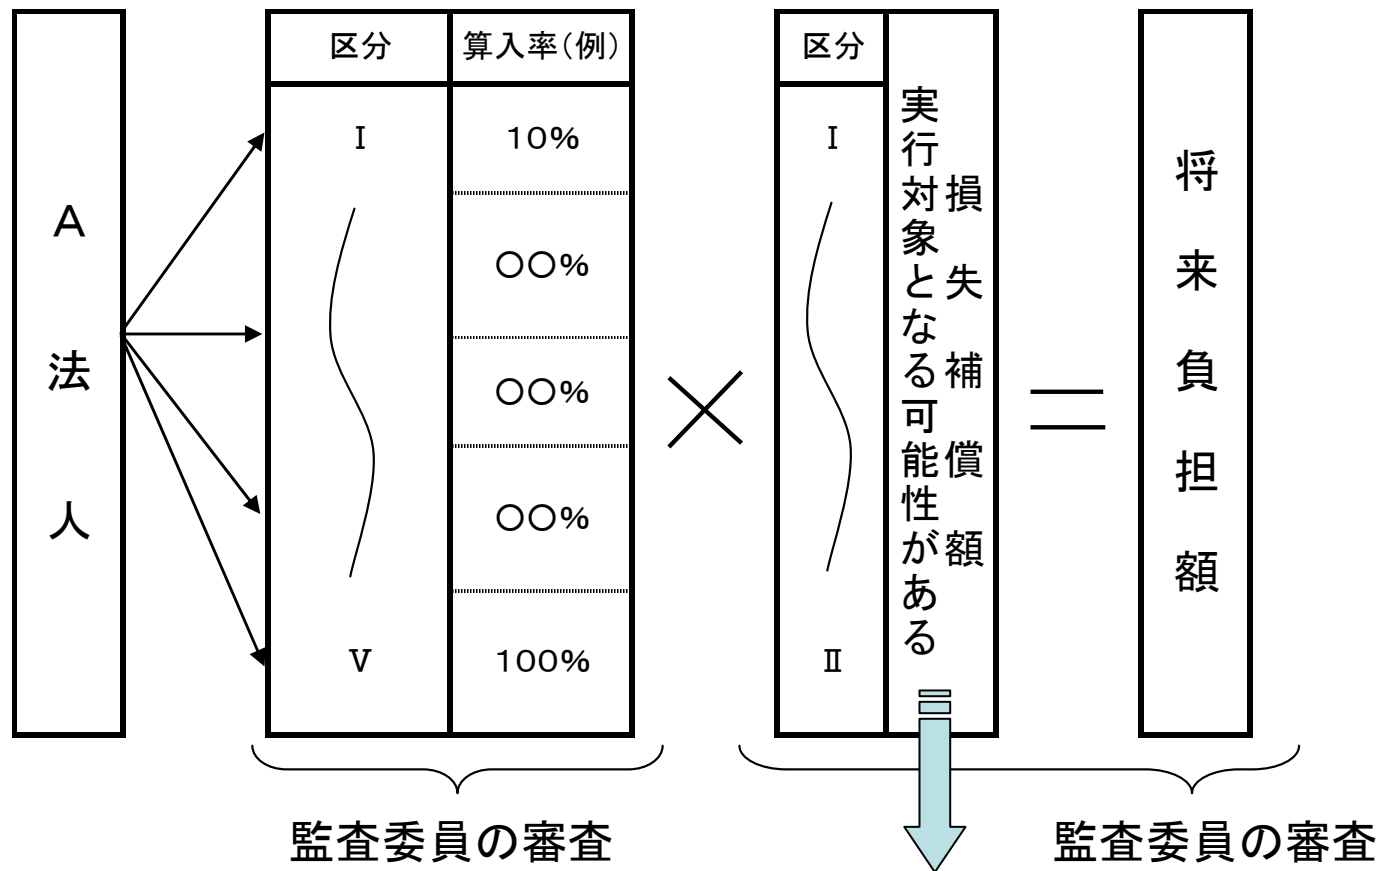 A法人
区分
算入率(例)
Ⅰ
10%
○○%
○○%
○○%
Ⅴ
100%
×
区分
Ⅰ
Ⅱ
損失補償額
実行対象となる可能性がある
=
将来負担額
監査委員の審査
監査委員の審査